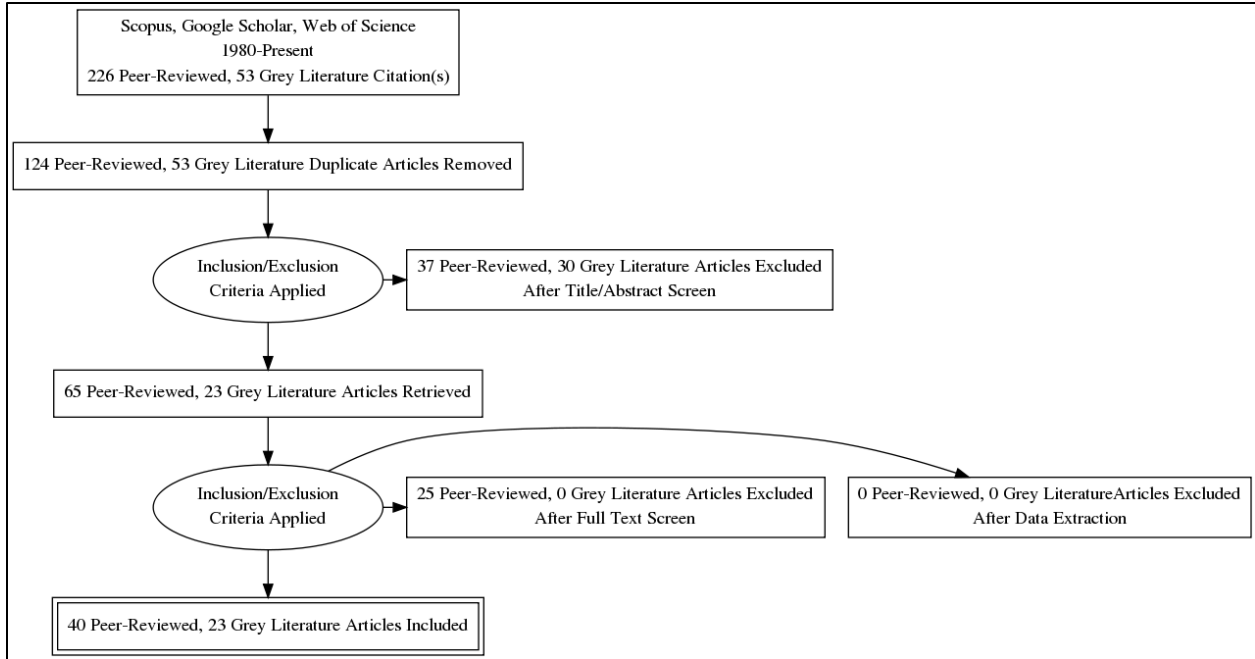 Scopus, Google Scholar, Web of Science
1980-Present
226 Peer-Reviewed, 53 Grey Literature Citation(s)
124 Peer-Reviewed, 53 Grey Literature Duplicate Articles Removed
Inclusion/Exclusion
Criteria Applied
37 Peer-Reviewed, 30 Grey Literature Articles Excluded
After Title/Abstract Screen
65 Peer-Reviewed, 23 Grey Literature Articles Retrieved
Inclusion/Exclusion
Criteria Applied
25 Peer-Reviewed, 0 Grey Literature Articles Excluded
After Full Text Screen
0 Peer-Reviewed, 0 Grey LiteratureArticles Excluded
After Data Extraction
40 Peer-Reviewed, 23 Grey Literature Articles Included